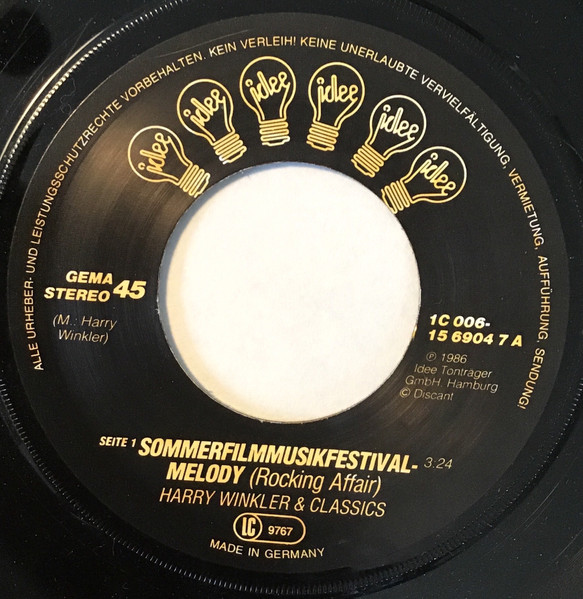 ALLE URHEBER- UND LEISTUNGSSCHUTZRECHTE VORBEHALTEN. KEIN VERLEIH! KEINE UNERLAUBTE VERVIELFÄLTIGUNG, VERMIETUNG, AUFFÜHRUNG, SENDUNG!
idee idee idee idee idee idee
GEMA
STEREO 45
(M.: Harry
Winkler)
1C 006-
15 6904 7 A
Ⓟ 1986
Idee Tonträger
GmbH. Hamburg
© Discant
SEITE 1 SOMMERFILMMUSIKFESTIVAL- 3:24
MELODY (Rocking Affair)
HARRY WINKLER & CLASSICS
LC 9767
MADE IN GERMANY